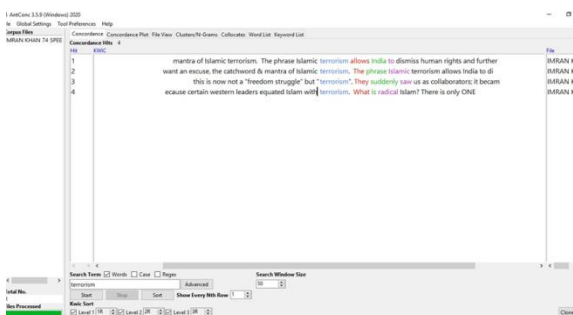 AntConc 3.5.9 (Windows) 2020
Global Settings Tool Preferences Help
Corpus Files
IMRAN KHAN 74 SPEE
Concordance Concordance Plot File View Clusters/N-Grams Collocates Word List Keyword List
Concordance Hits 4
Hit KWIC File
1 mantra of Islamic terrorism. The phrase Islamic terrorism allows India to dismiss human rights and further IMRAN K
2 want an excuse, the catchword & mantra of Islamic terrorism. The phrase Islamic terrorism allows India to di IMRAN K
3 this is now not a "freedom struggle" but "terrorism". They suddenly saw us as collaborators; it becam IMRAN K
4 ecause certain western leaders equated Islam with terrorism. What is radical Islam? There is only ONE IMRAN K
Search Term Words Case Regex Search Window Size
terrorism Advanced 50
Total No.
Start Stop Sort Show Every Nth Row 1
Files Processed
Kwic Sort
Level 1 1R Level 2 2R Level 3 3R Clone